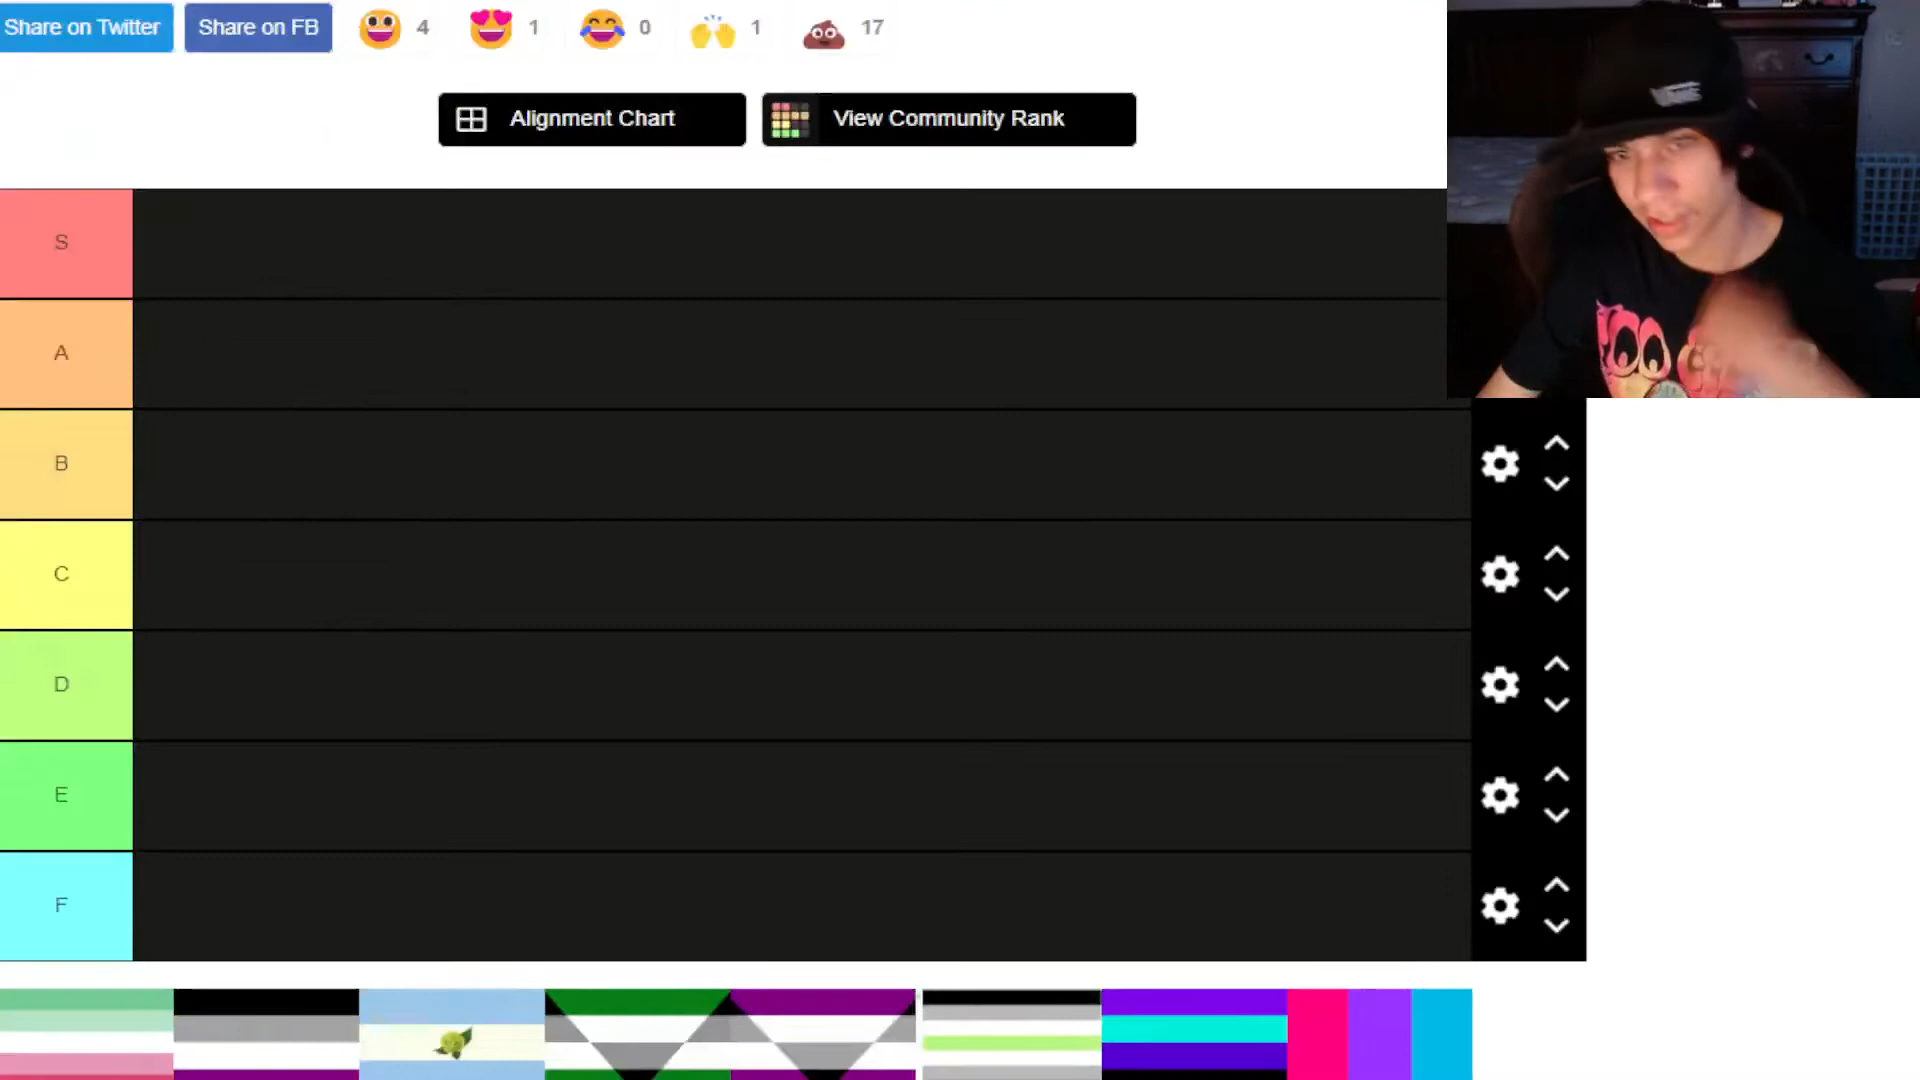 Share on Twitter Share on FB 4 1 0 1 17
Alignment Chart View Community Rank
S
A
B
C
D
E
F